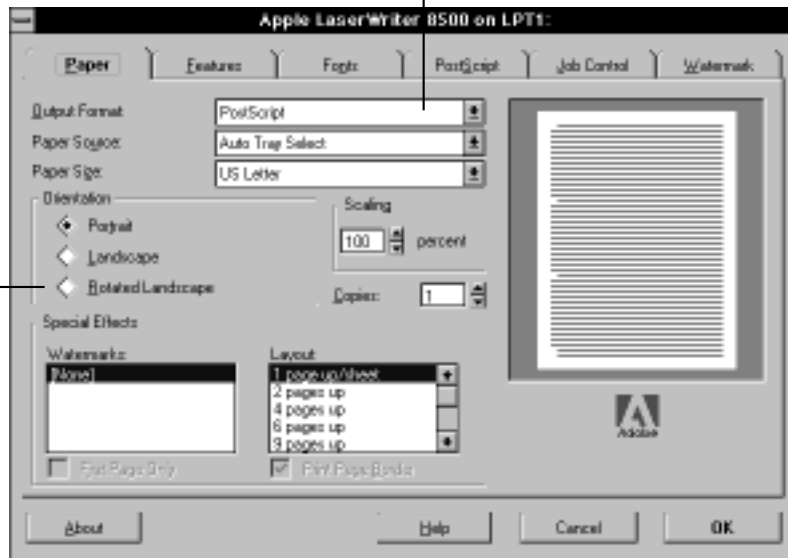 Apple LaserWriter 8500 on LPT1:
Paper Features Fonts PostScript Job Control Watermark
Output Format: PostScript
Paper Source: Auto Tray Select
Paper Size: US Letter
Orientation
Portrait
Landscape
Rotated Landscape
Scaling
100 percent
Copies: 1
Special Effects
Watermarks:
[None]
First Page Only
Layout
1 page up/sheet
2 pages up
4 pages up
6 pages up
9 pages up
Print Page Border
Adobe
About Help Cancel OK